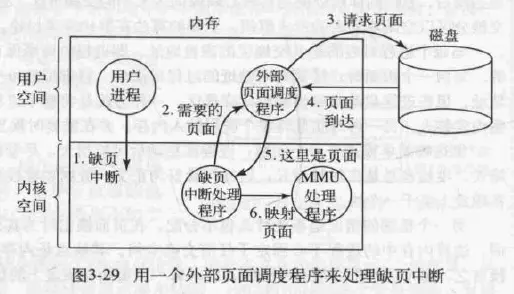 内存
3. 请求页面
磁盘
用户
空间
用户
进程
外部
页面调度
程序
2. 需要的
页面
4. 页面
到达
1. 缺页
中断
5. 这里是页面
内核
空间
缺页
中断处理
程序
MMU
处理
程序
6. 映射
页面
图3-29 用一个外部页面调度程序来处理缺页中断